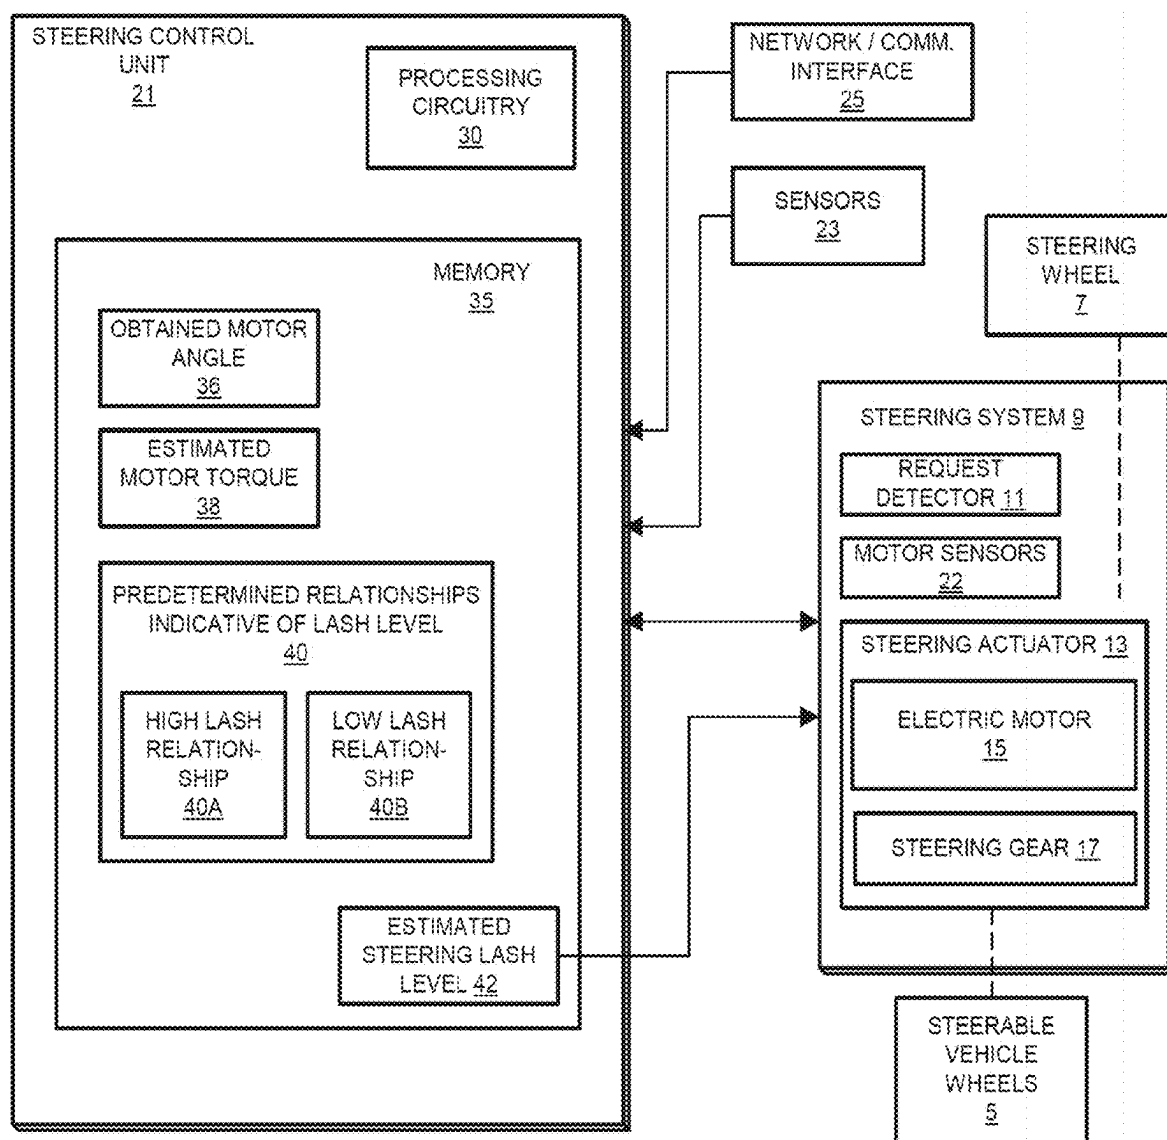 STEERING CONTROL
UNIT
21
PROCESSING
CIRCUITRY
30
MEMORY
35
OBTAINED MOTOR
ANGLE
36
ESTIMATED
MOTOR TORQUE
38
PREDETERMINED RELATIONSHIPS
INDICATIVE OF LASH LEVEL
40
HIGH LASH
RELATION-
SHIP
40A
LOW LASH
RELATION-
SHIP
40B
ESTIMATED
STEERING LASH
LEVEL 42
NETWORK / COMM.
INTERFACE
25
SENSORS
23
STEERING
WHEEL
7
STEERING SYSTEM 9
REQUEST
DETECTOR 11
MOTOR SENSORS
22
STEERING ACTUATOR 13
ELECTRIC MOTOR
15
STEERING GEAR 17
STEERABLE
VEHICLE
WHEELS
5